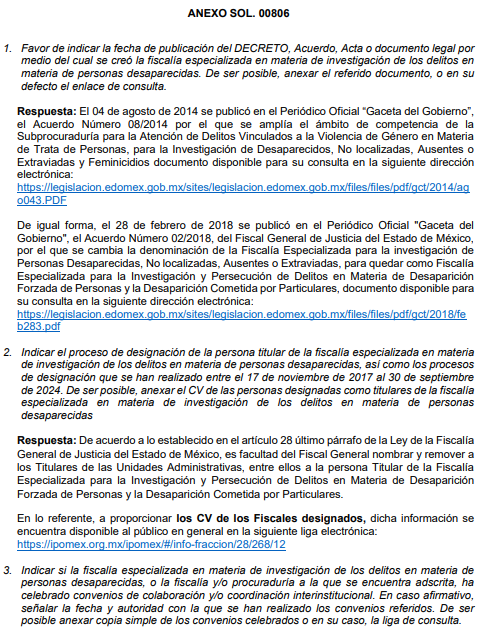 ANEXO SOL. 00806
1. Favor de indicar la fecha de publicación del DECRETO, Acuerdo, Acta o documento legal por
medio del cual se creó la fiscalía especializada en materia de investigación de los delitos en
materia de personas desaparecidas. De ser posible, anexar el referido documento, o en su
defecto el enlace de consulta.
Respuesta: El 04 de agosto de 2014 se publicó en el Periódico Oficial “Gaceta del Gobierno”,
el Acuerdo Número 08/2014 por el que se amplía el ámbito de competencia de la
Subprocuraduría para la Atención de Delitos Vinculados a la Violencia de Género en Materia
de Trata de Personas, para la Investigación de Desaparecidos, No localizadas, Ausentes o
Extraviadas y Feminicidios documento disponible para su consulta en la siguiente dirección
electrónica:
https://legislacion.edomex.gob.mx/sites/legislacion.edomex.gob.mx/files/files/pdf/gct/2014/ag
o043.PDF
De igual forma, el 28 de febrero de 2018 se publicó en el Periódico Oficial "Gaceta del
Gobierno", el Acuerdo Número 02/2018, del Fiscal General de Justicia del Estado de México,
por el que se cambia la denominación de la Fiscalía Especializada para la investigación de
Personas Desaparecidas, No localizadas, Ausentes o Extraviadas, para quedar como Fiscalía
Especializada para la Investigación y Persecución de Delitos en Materia de Desaparición
Forzada de Personas y la Desaparición Cometida por Particulares, documento disponible para
su consulta en la siguiente dirección electrónica:
https://legislacion.edomex.gob.mx/sites/legislacion.edomex.gob.mx/files/files/pdf/gct/2018/fe
b283.pdf
2. Indicar el proceso de designación de la persona titular de la fiscalía especializada en materia
de investigación de los delitos en materia de personas desaparecidas, así como los procesos
de designación que se han realizado entre el 17 de noviembre de 2017 al 30 de septiembre
de 2024. De ser posible, anexar el CV de las personas designadas como titulares de la fiscalía
especializada en materia de investigación de los delitos en materia de personas
desaparecidas
Respuesta: De acuerdo a lo establecido en el artículo 28 último párrafo de la Ley de la Fiscalía
General de Justicia del Estado de México, es facultad del Fiscal General nombrar y remover a
los Titulares de las Unidades Administrativas, entre ellos a la persona Titular de la Fiscalía
Especializada para la Investigación y Persecución de Delitos en Materia de Desaparición
Forzada de Personas y la Desaparición Cometida por Particulares.
En lo referente, a proporcionar los CV de los Fiscales designados, dicha información se
encuentra disponible al público en general en la siguiente liga electrónica:
https://ipomex.org.mx/ipomex/#/info-fraccion/28/268/12
3. Indicar si la fiscalía especializada en materia de investigación de los delitos en materia de
personas desaparecidas, o la fiscalía y/o procuraduría a la que se encuentra adscrita, ha
celebrado convenios de colaboración y/o coordinación interinstitucional. En caso afirmativo,
señalar la fecha y autoridad con la que se han realizado los convenios referidos. De ser
posible anexar copia simple de los convenios celebrados o en su caso, la liga de consulta.